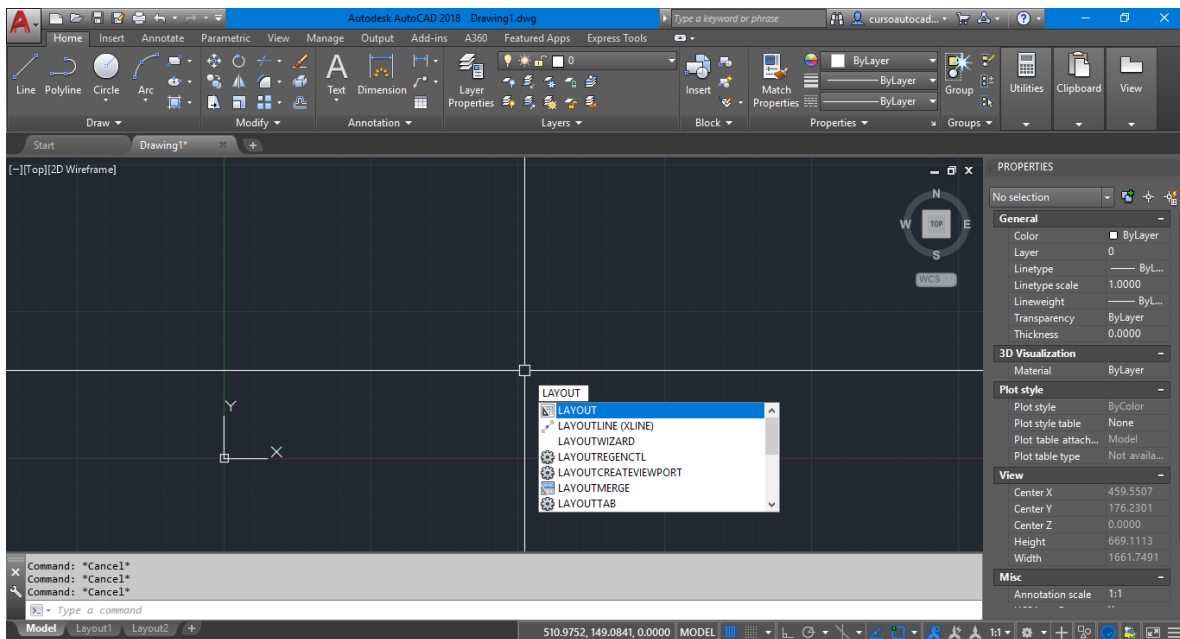 Autodesk AutoCAD 2018 Drawing1.dwg
Type a keyword or phrase
cursoautocad...
Home Insert Annotate Parametric View Manage Output Add-ins A360 Featured Apps Express Tools
Line Polyline Circle Arc
Text Dimension
Layer Properties
0
Insert
Match Properties
ByLayer
ByLayer
ByLayer
Group
Utilities Clipboard View
Draw Modify Annotation Layers Block Properties Groups
Start Drawing1* +
[−][Top][2D Wireframe]
N
W TOP E
S
WCS
Y
X
LAYOUT
LAYOUT
LAYOUTLINE (XLINE)
LAYOUTWIZARD
LAYOUTREGENCTL
LAYOUTCREATEVIEWPORT
LAYOUTMERGE
LAYOUTTAB
PROPERTIES
No selection
General
Color ByLayer
Layer 0
Linetype ByL...
Linetype scale 1.0000
Lineweight ByL...
Transparency ByLayer
Thickness 0.0000
3D Visualization
Material ByLayer
Plot style
Plot style ByColor
Plot style table None
Plot table attach... Model
Plot table type Not availa...
View
Center X 459.5507
Center Y 176.2301
Center Z 0.0000
Height 669.1113
Width 1661.7491
Misc
Annotation scale 1:1
Command: *Cancel*
Command: *Cancel*
Command: *Cancel*
Type a command
Model Layout1 Layout2 +
510.9752, 149.0841, 0.0000 MODEL 1:1